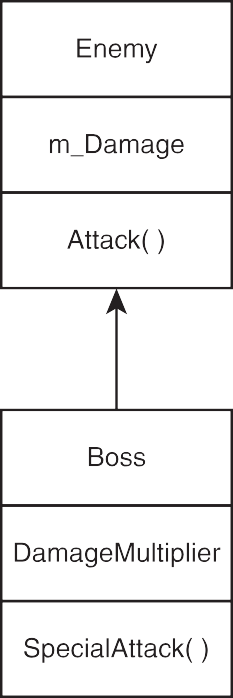 Enemy
m_Damage
Attack( )
Boss
DamageMultiplier
SpecialAttack( )